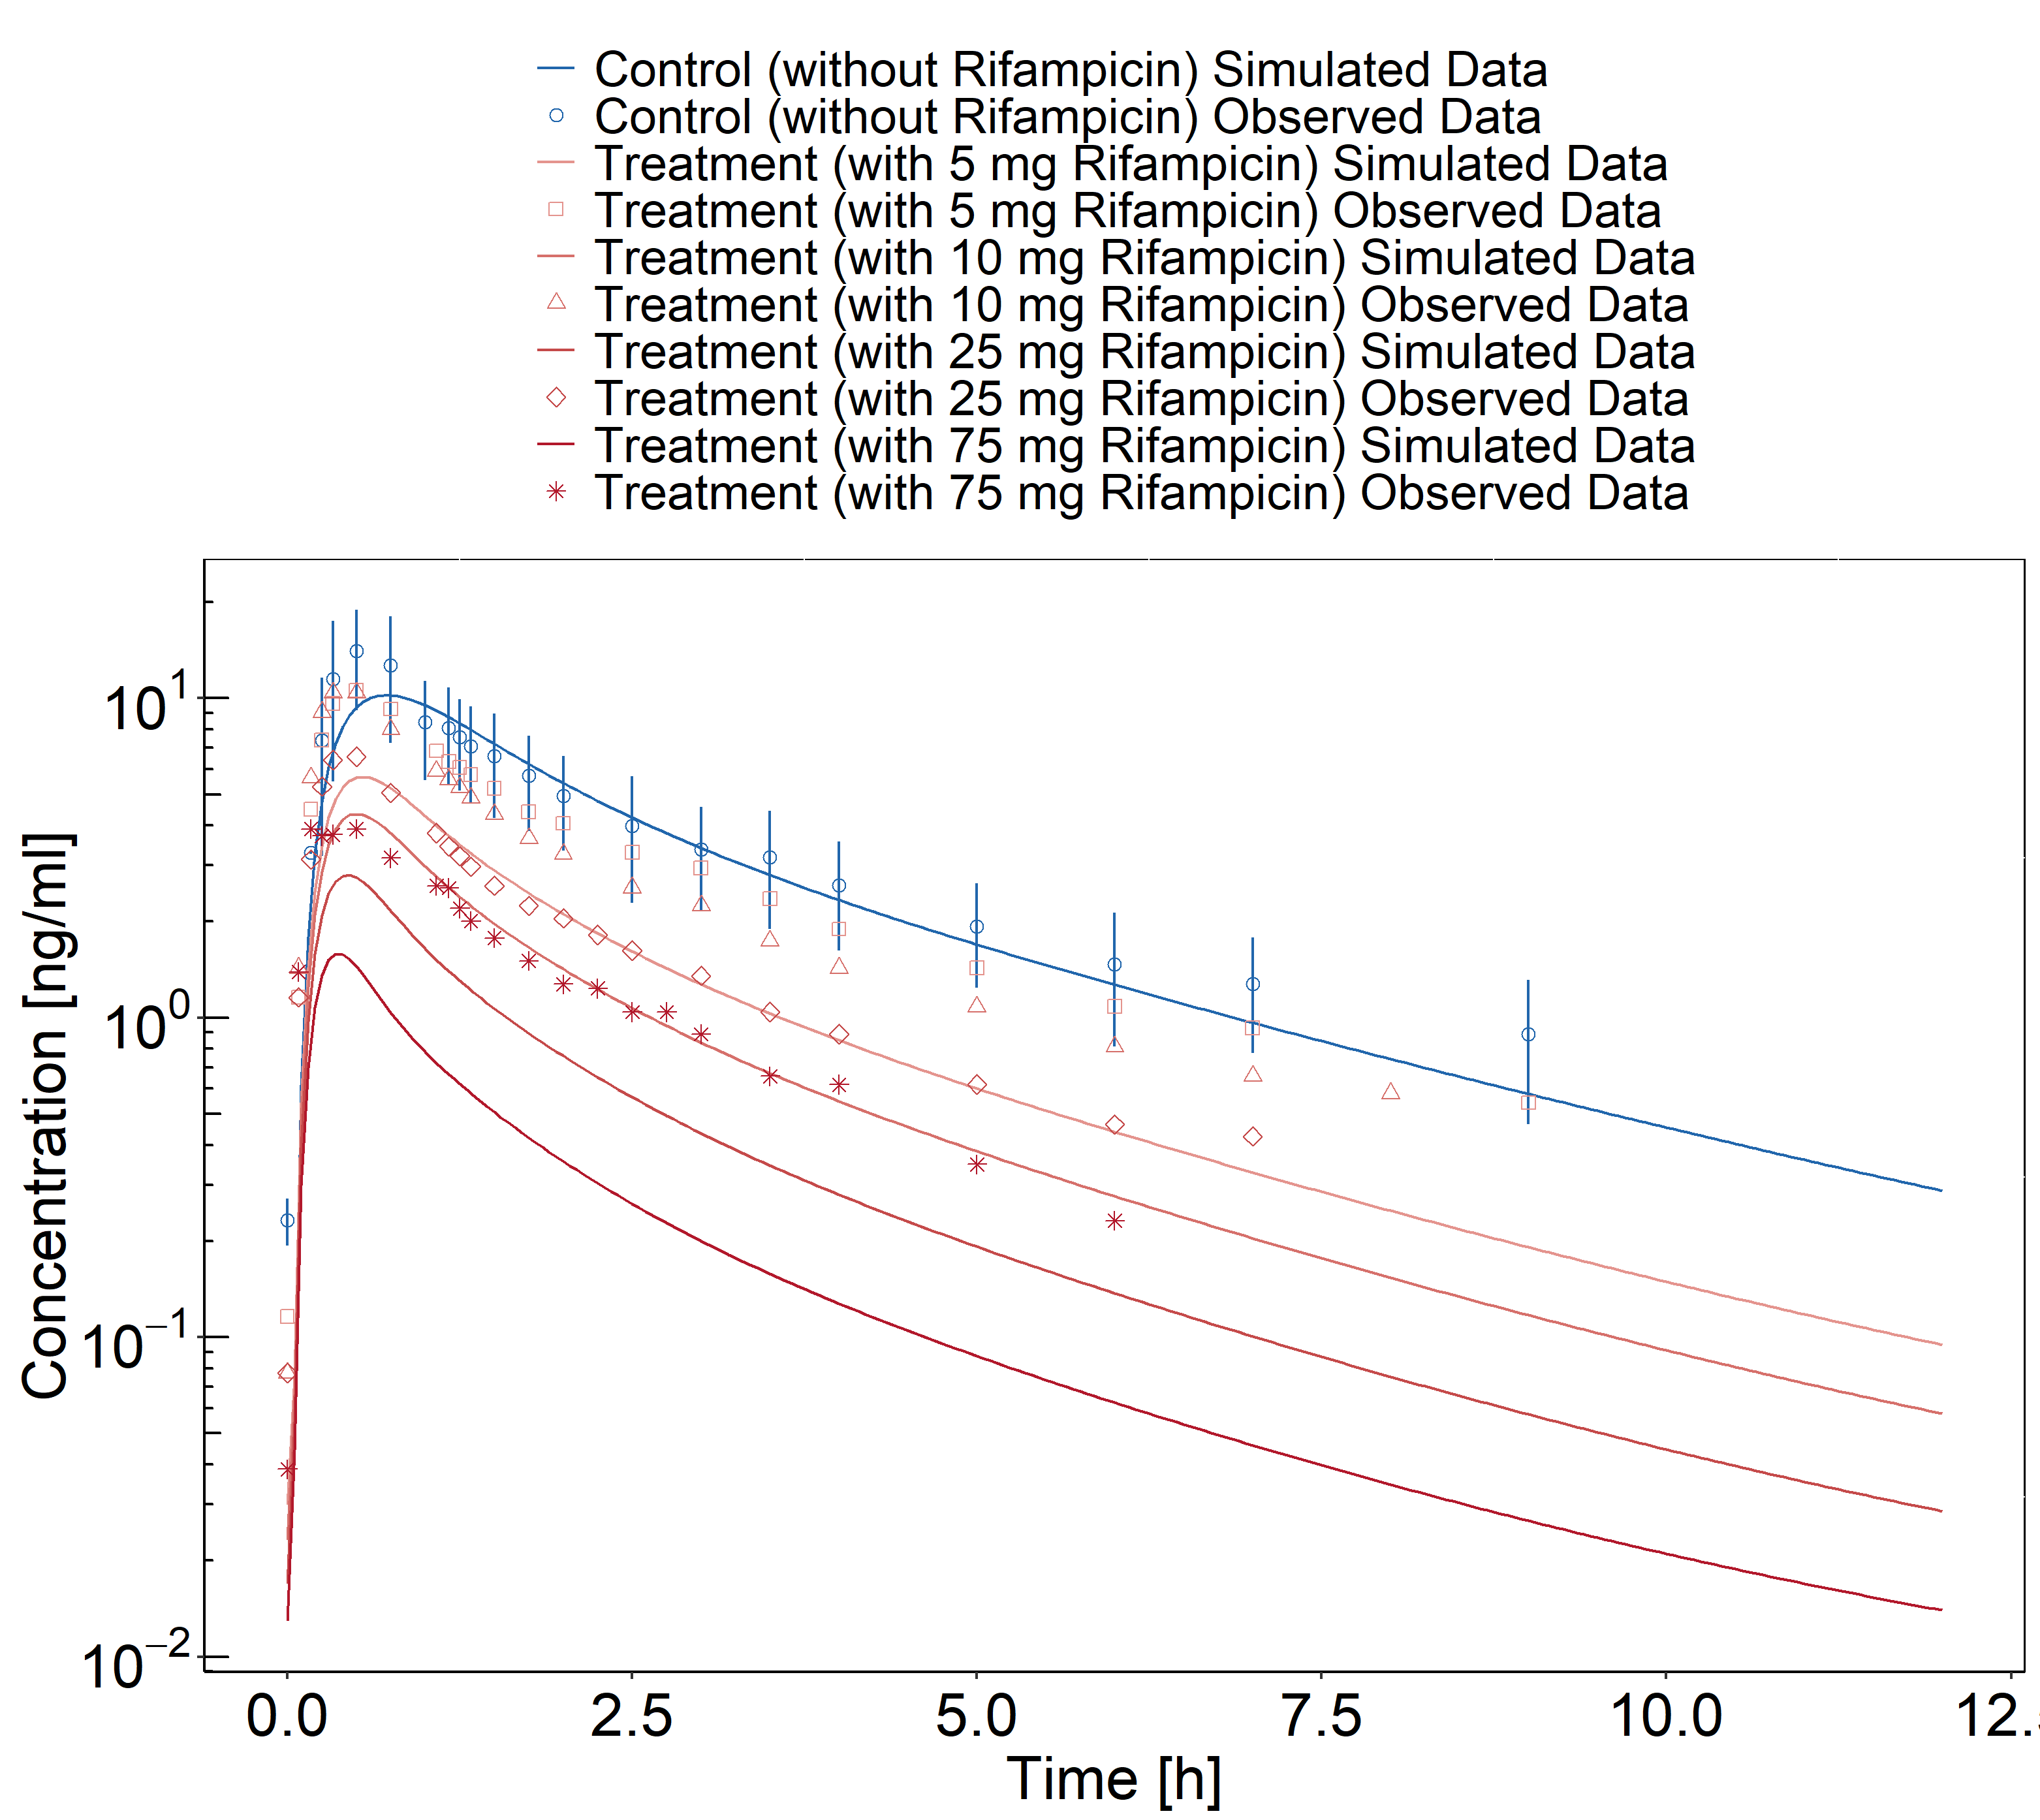 Control (without Rifampicin) Simulated Data
Control (without Rifampicin) Observed Data
Treatment (with 5 mg Rifampicin) Simulated Data
Treatment (with 5 mg Rifampicin) Observed Data
Treatment (with 10 mg Rifampicin) Simulated Data
Treatment (with 10 mg Rifampicin) Observed Data
Treatment (with 25 mg Rifampicin) Simulated Data
Treatment (with 25 mg Rifampicin) Observed Data
Treatment (with 75 mg Rifampicin) Simulated Data
Treatment (with 75 mg Rifampicin) Observed Data
Concentration [ng/ml]
10¹
10⁰
10⁻¹
10⁻²
0.0 2.5 5.0 7.5 10.0 12.
Time [h]